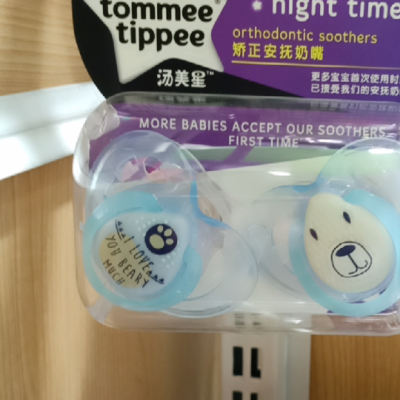 tommee
tippee
汤美星™
night time
orthodontic soothers
矫正安抚奶嘴
更多宝宝首次使用时
已接受我们的安抚奶
MORE BABIES ACCEPT OUR SOOTHERS
FIRST TIME
I LOVE
YOU BEARY
MUCH